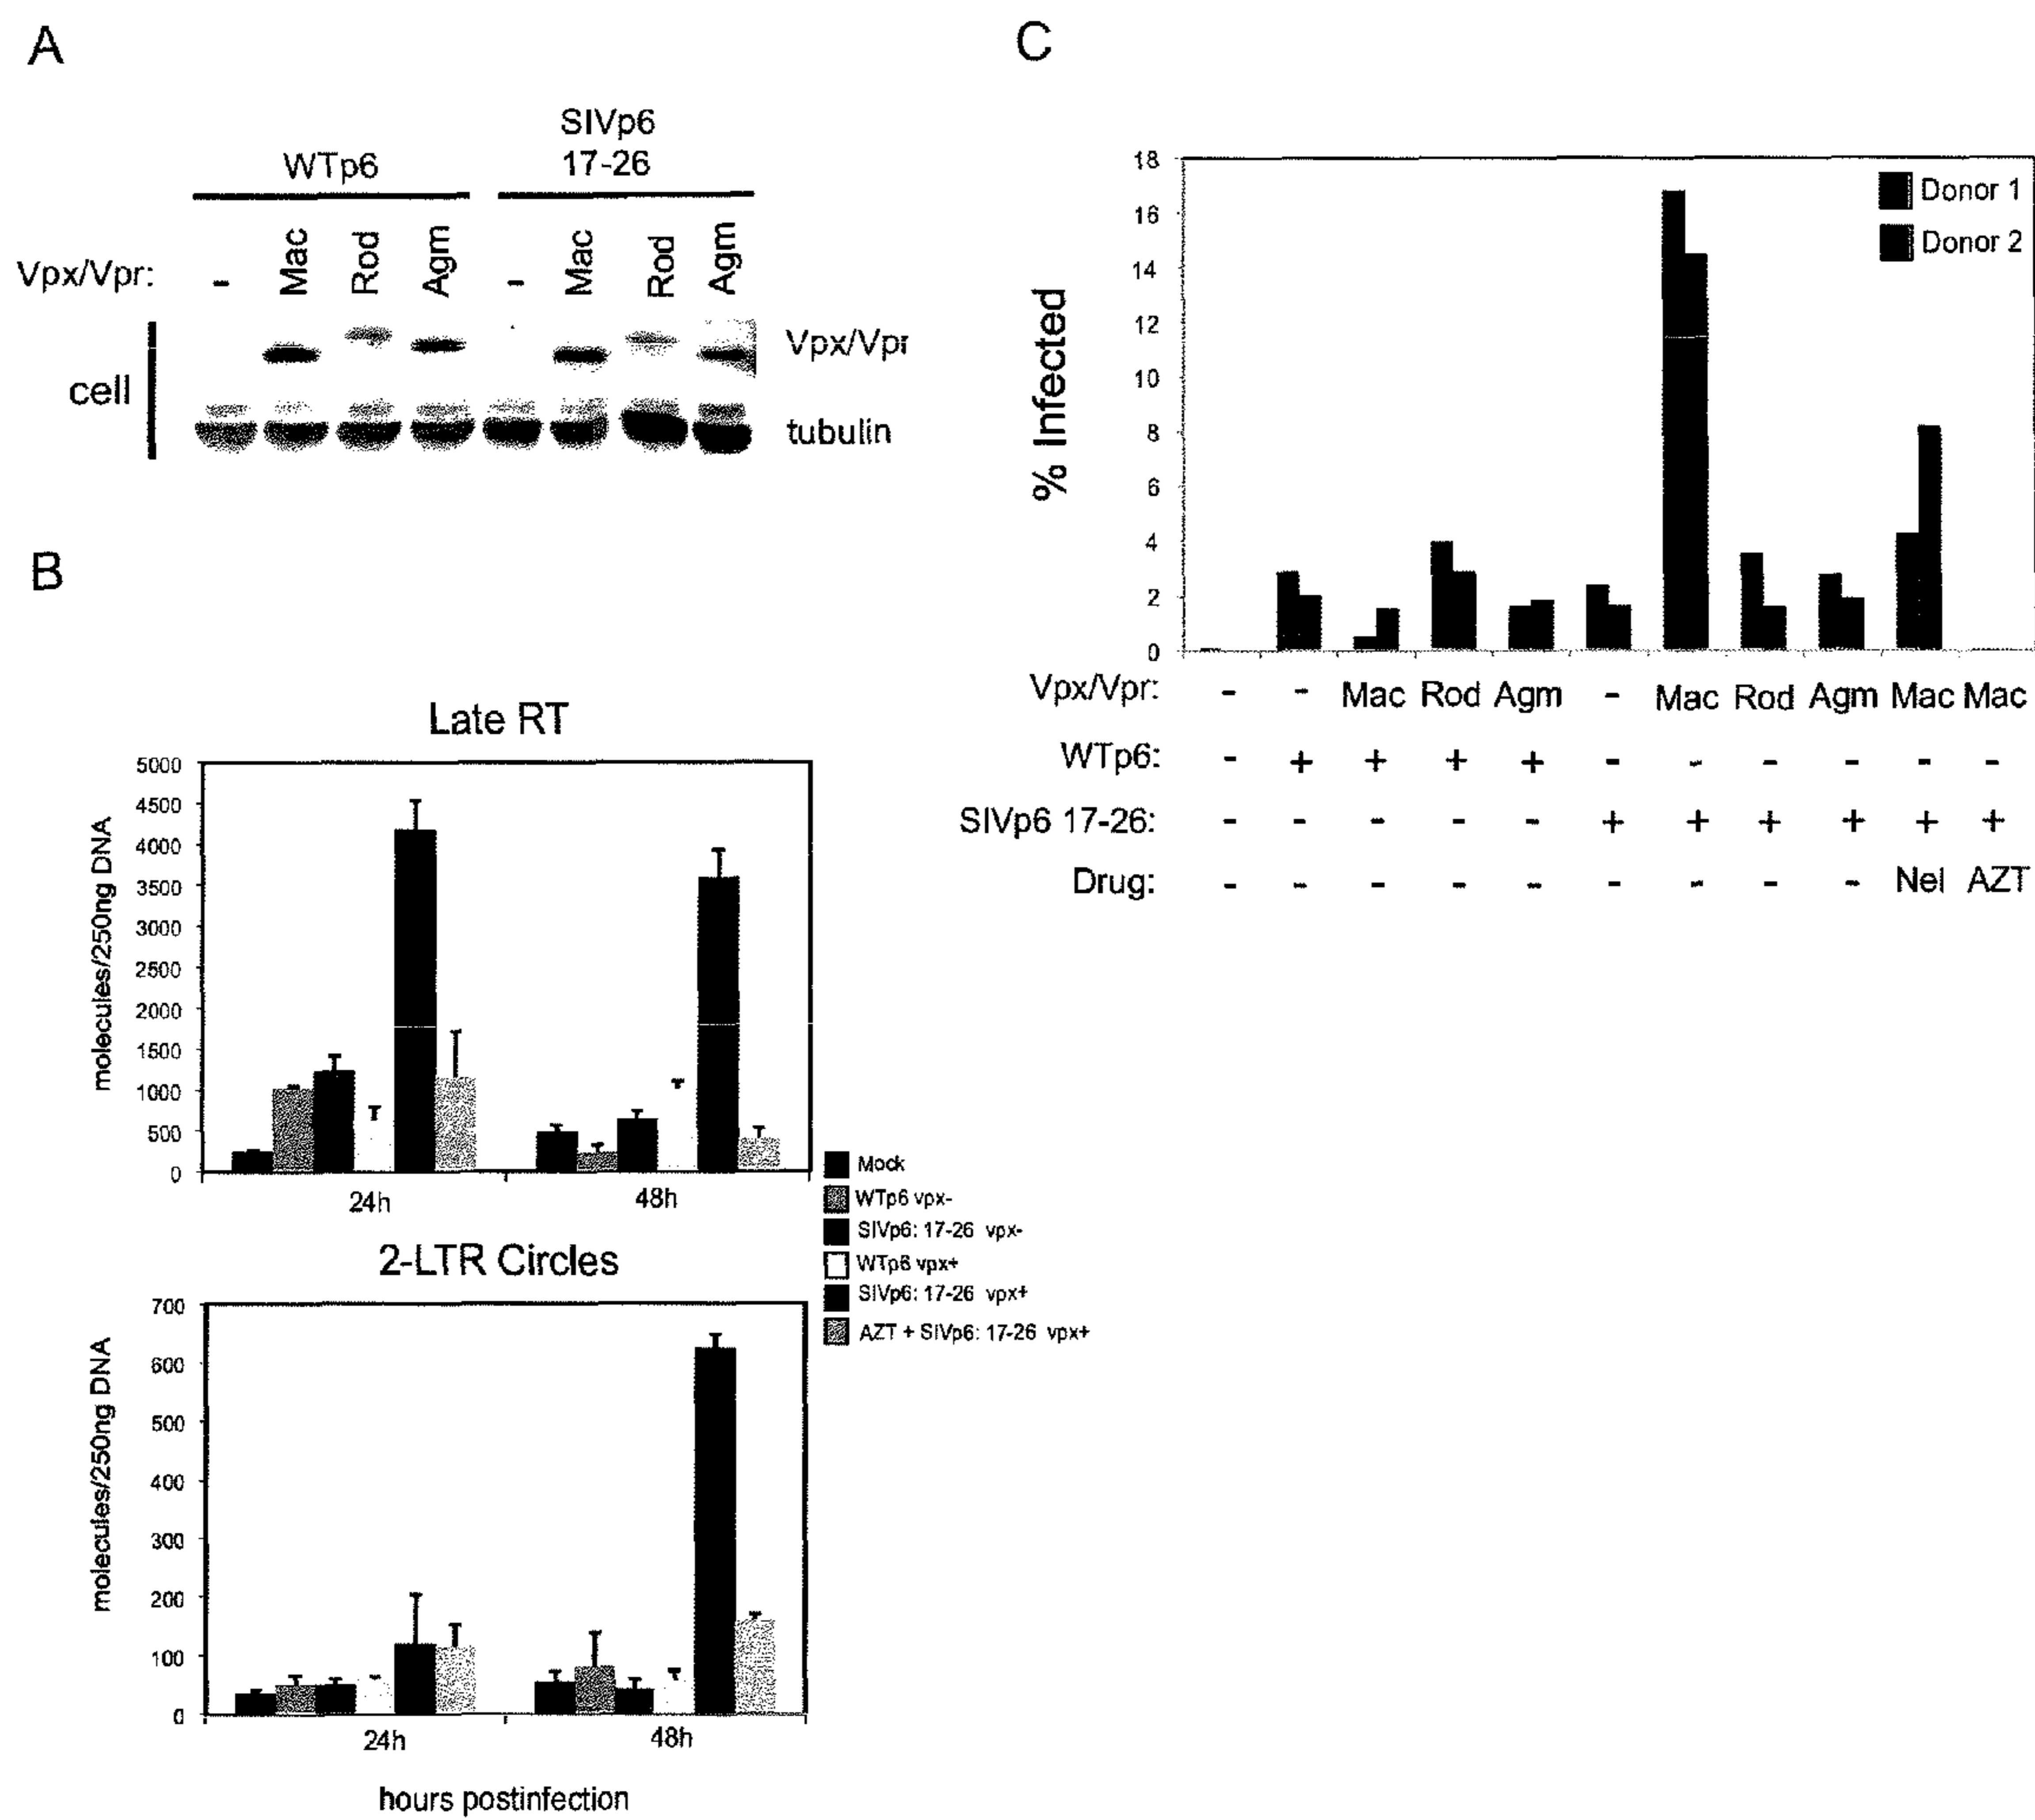 A
SIVp6
WTp6 17-26
Vpx/Vpr: - Mac Rod Agm - Mac Rod Agm
Vpx/Vpr
cell
tubulin
B
Late RT
molecules/250ng DNA
5000
4500
4000
3500
3000
2500
2000
1500
1000
500
0
24h 48h
Mock
WTp6 vpx-
SIVp6: 17-26 vpx-
WTp6 vpx+
SIVp6: 17-26 vpx+
AZT + SIVp6: 17-26 vpx+
2-LTR Circles
molecules/250ng DNA
700
600
500
400
300
200
100
0
24h 48h
hours postinfection
C
% Infected
18
16
14
12
10
8
6
4
2
0
Donor 1
Donor 2
Vpx/Vpr: - - Mac Rod Agm - Mac Rod Agm Mac Mac
WTp6: - + + + + - - - - - -
SIVp6 17-26: - - - - - + + + + + +
Drug: - - - - - - - - - Nel AZT